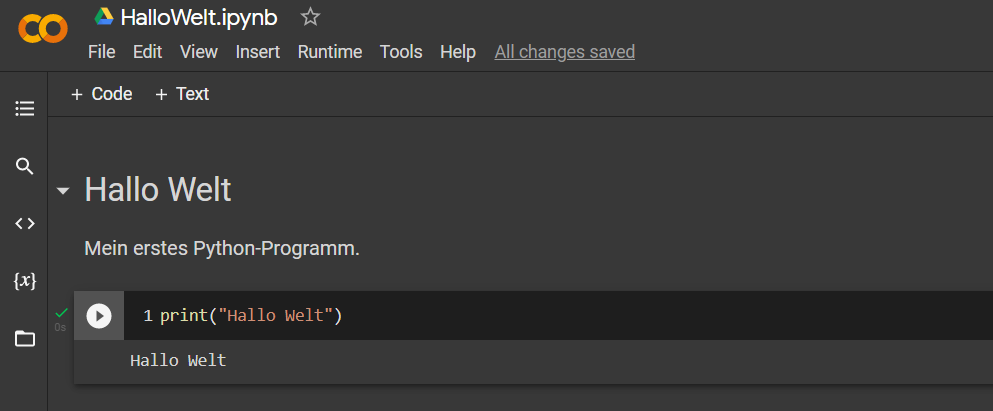 HalloWelt.ipynb
File Edit View Insert Runtime Tools Help All changes saved
+ Code + Text
Hallo Welt
Mein erstes Python-Programm.
{x}
1 print("Hallo Welt")
0s
Hallo Welt